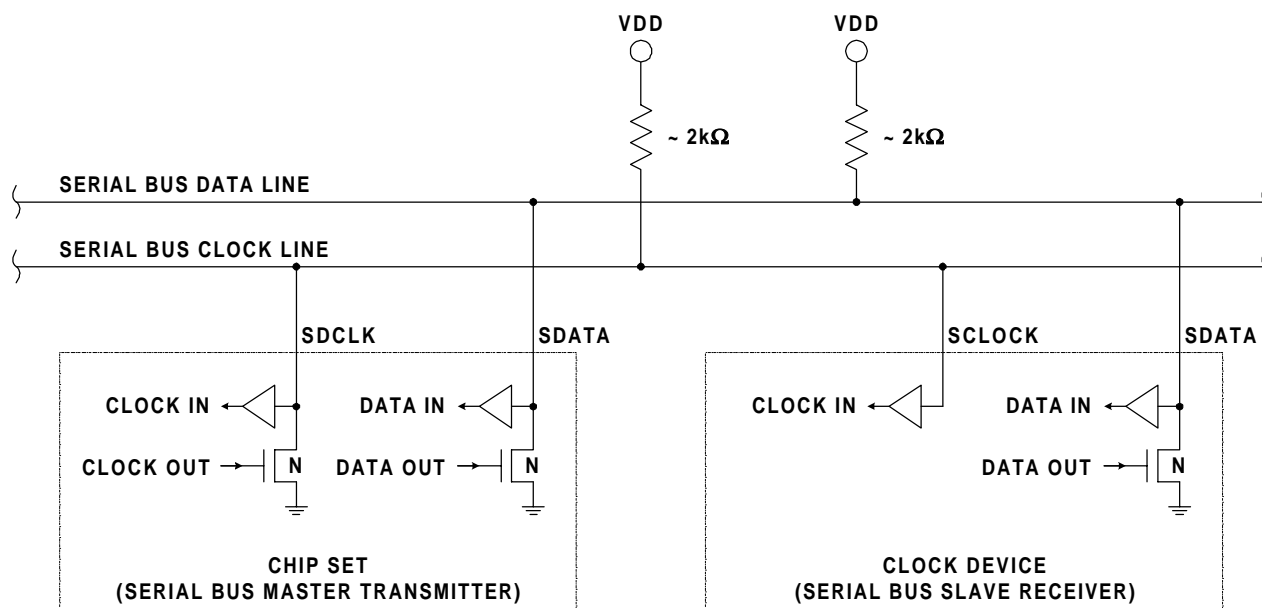 VDD
VDD
~ 2kΩ
~ 2kΩ
SERIAL BUS DATA LINE
SERIAL BUS CLOCK LINE
SDCLK
SDATA
SCLOCK
SDATA
CLOCK IN
DATA IN
CLOCK IN
DATA IN
CLOCK OUT
N
DATA OUT
N
DATA OUT
N
CHIP SET
(SERIAL BUS MASTER TRANSMITTER)
CLOCK DEVICE
(SERIAL BUS SLAVE RECEIVER)